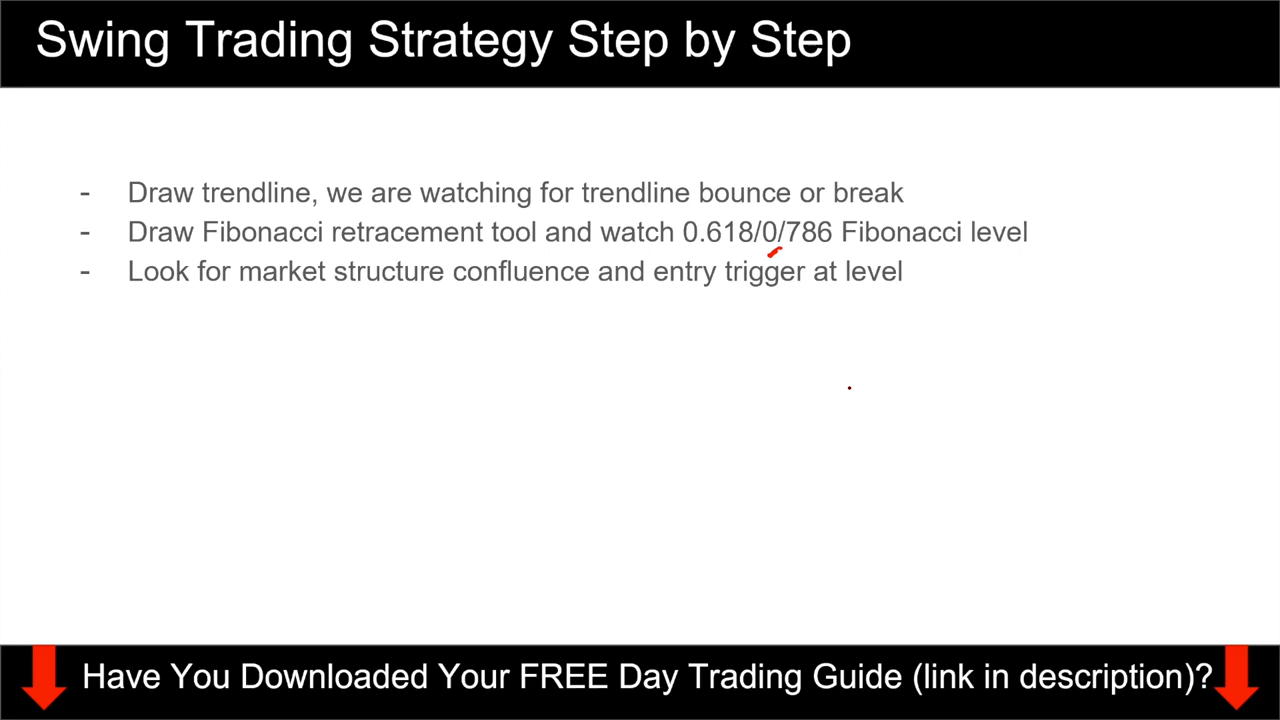 Swing Trading Strategy Step by Step
- Draw trendline, we are watching for trendline bounce or break
- Draw Fibonacci retracement tool and watch 0.618/0/786 Fibonacci level
- Look for market structure confluence and entry trigger at level
Have You Downloaded Your FREE Day Trading Guide (link in description)?